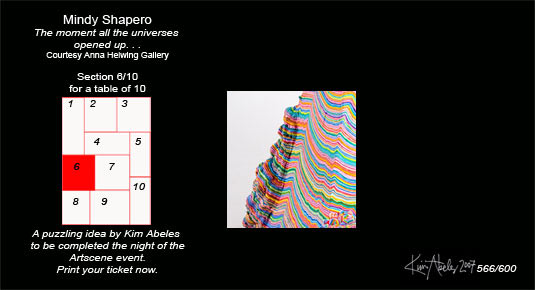 Mindy Shapero
The moment all the universes
opened up. . .
Courtesy Anna Helwing Gallery
Section 6/10
for a table of 10
1 2 3
4 5
6 7
10
8 9
A puzzling idea by Kim Abeles
to be completed the night of the
Artscene event.
Print your ticket now.
Kim Abeles 2007 566/600